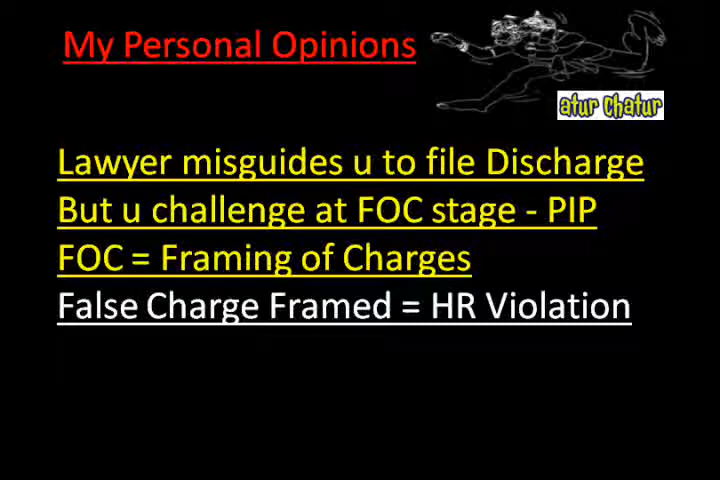 My Personal Opinions
atur chatur
Lawyer misguides u to file Discharge
But u challenge at FOC stage - PIP
FOC = Framing of Charges
False Charge Framed = HR Violation